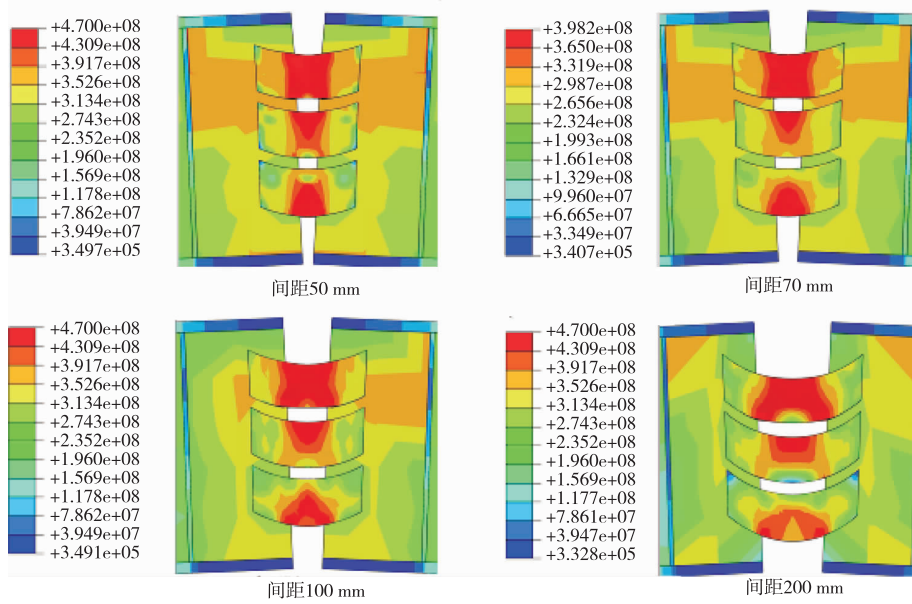 +4.700e+08
+4.309e+08
+3.917e+08
+3.526e+08
+3.134e+08
+2.743e+08
+2.352e+08
+1.960e+08
+1.569e+08
+1.178e+08
+7.862e+07
+3.949e+07
+3.497e+05
间距50 mm
+3.982e+08
+3.650e+08
+3.319e+08
+2.987e+08
+2.656e+08
+2.324e+08
+1.993e+08
+1.661e+08
+1.329e+08
+9.960e+07
+6.665e+07
+3.349e+07
+3.407e+05
间距70 mm
+4.700e+08
+4.309e+08
+3.917e+08
+3.526e+08
+3.134e+08
+2.743e+08
+2.352e+08
+1.960e+08
+1.569e+08
+1.178e+08
+7.862e+07
+3.949e+07
+3.491e+05
间距100 mm
+4.700e+08
+4.309e+08
+3.917e+08
+3.526e+08
+3.134e+08
+2.743e+08
+2.352e+08
+1.960e+08
+1.569e+08
+1.177e+08
+7.861e+07
+3.947e+07
+3.328e+05
间距200 mm